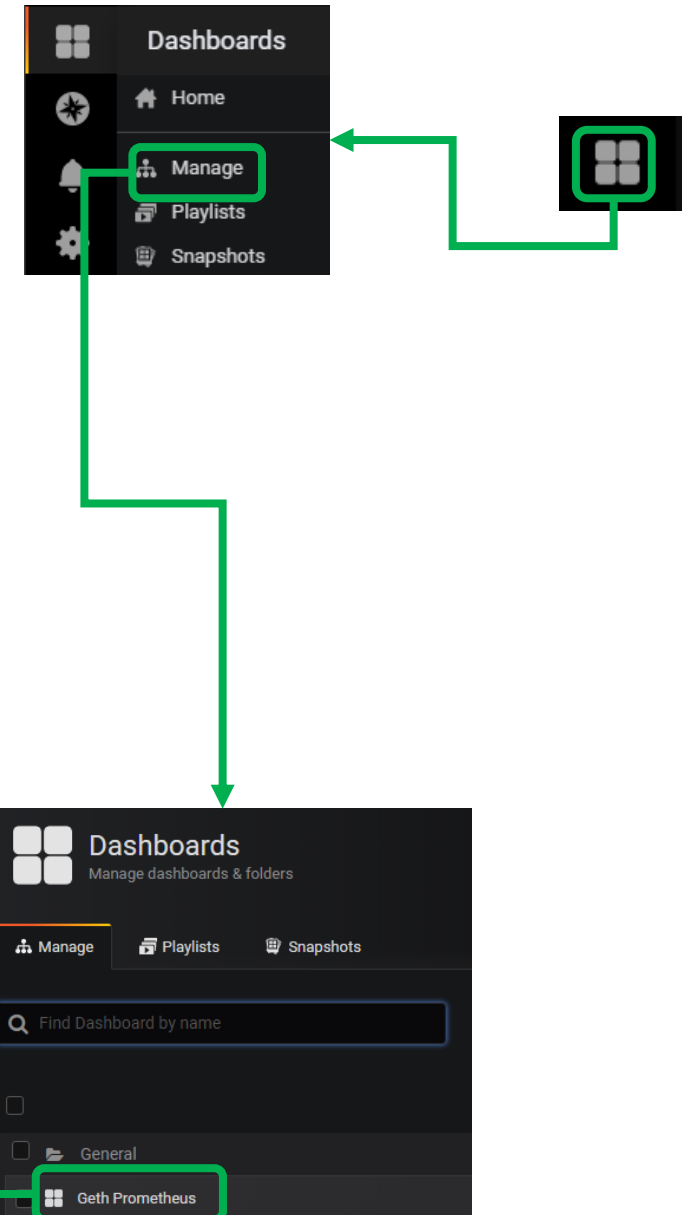 Dashboards
Home
Manage
Playlists
Snapshots
Dashboards
Manage dashboards & folders
Manage Playlists Snapshots
Find Dashboard by name
General
Geth Prometheus